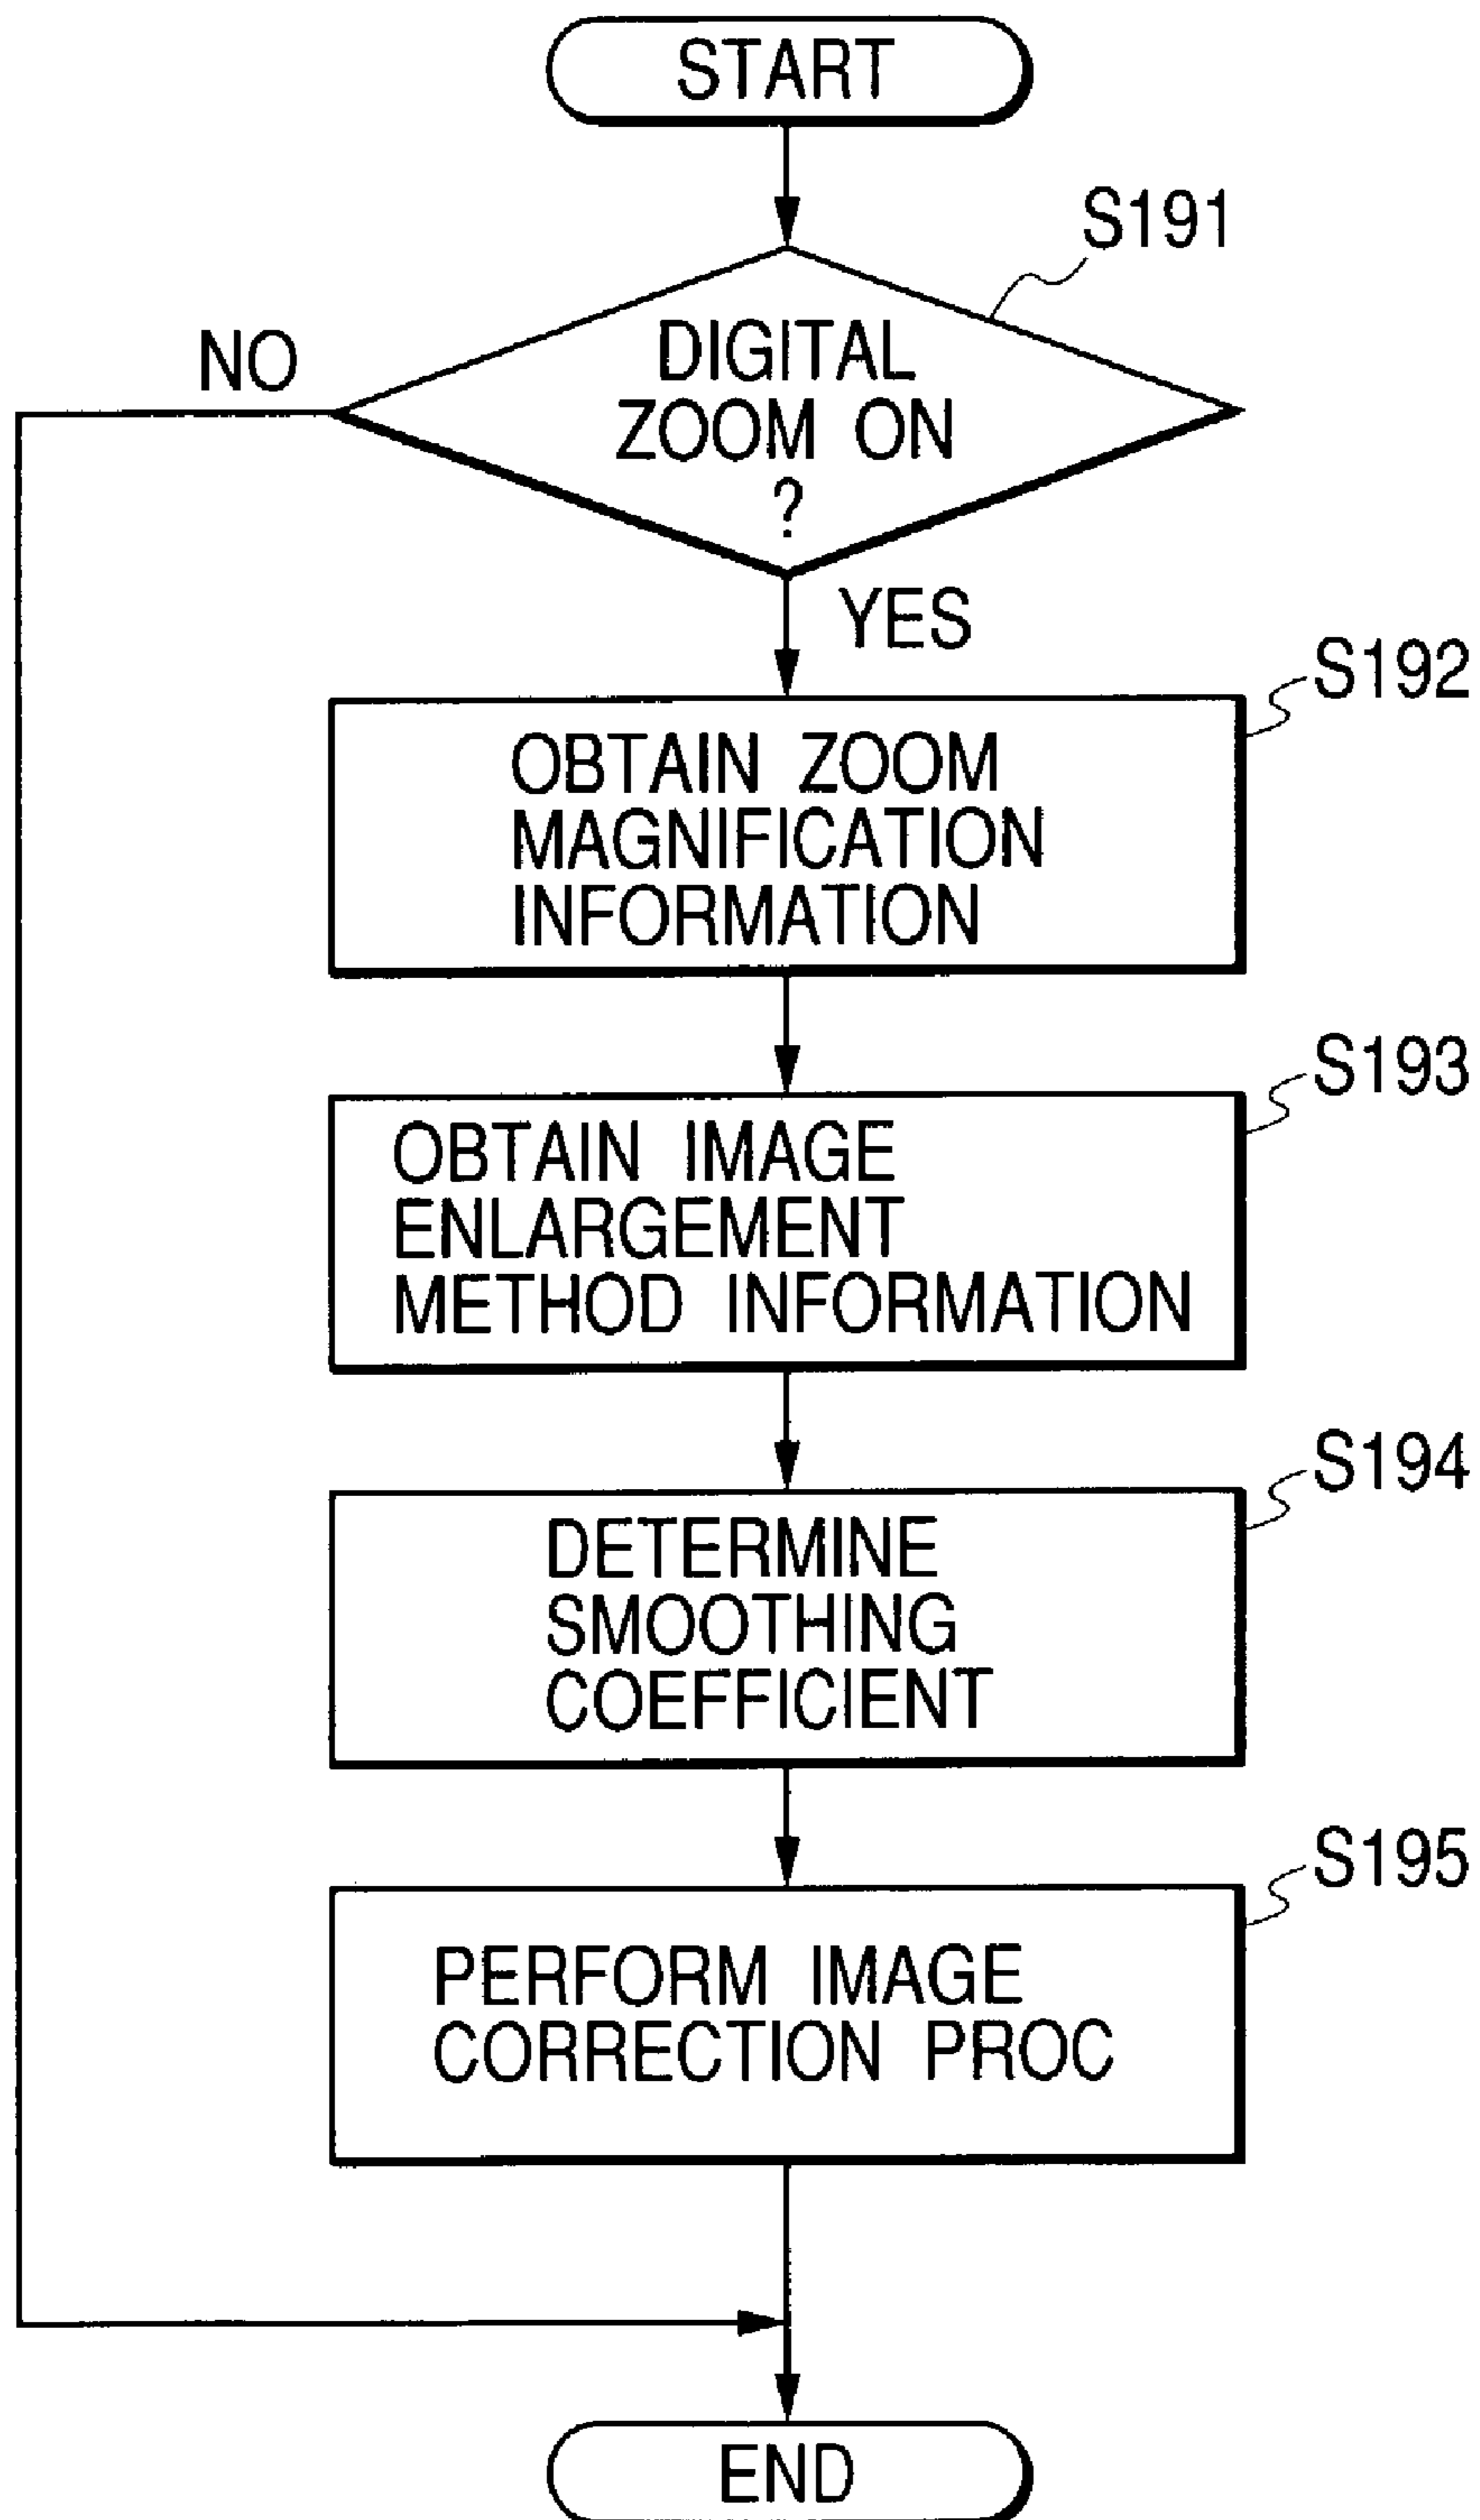 START
S191
DIGITAL
NO
ZOOM ON
?
YES
S192
OBTAIN ZOOM
MAGNIFICATION
INFORMATION
S193
OBTAIN IMAGE
ENLARGEMENT
METHOD INFORMATION
S194
DETERMINE
SMOOTHING
COEFFICIENT
S195
PERFORM IMAGE
CORRECTION PROC
END